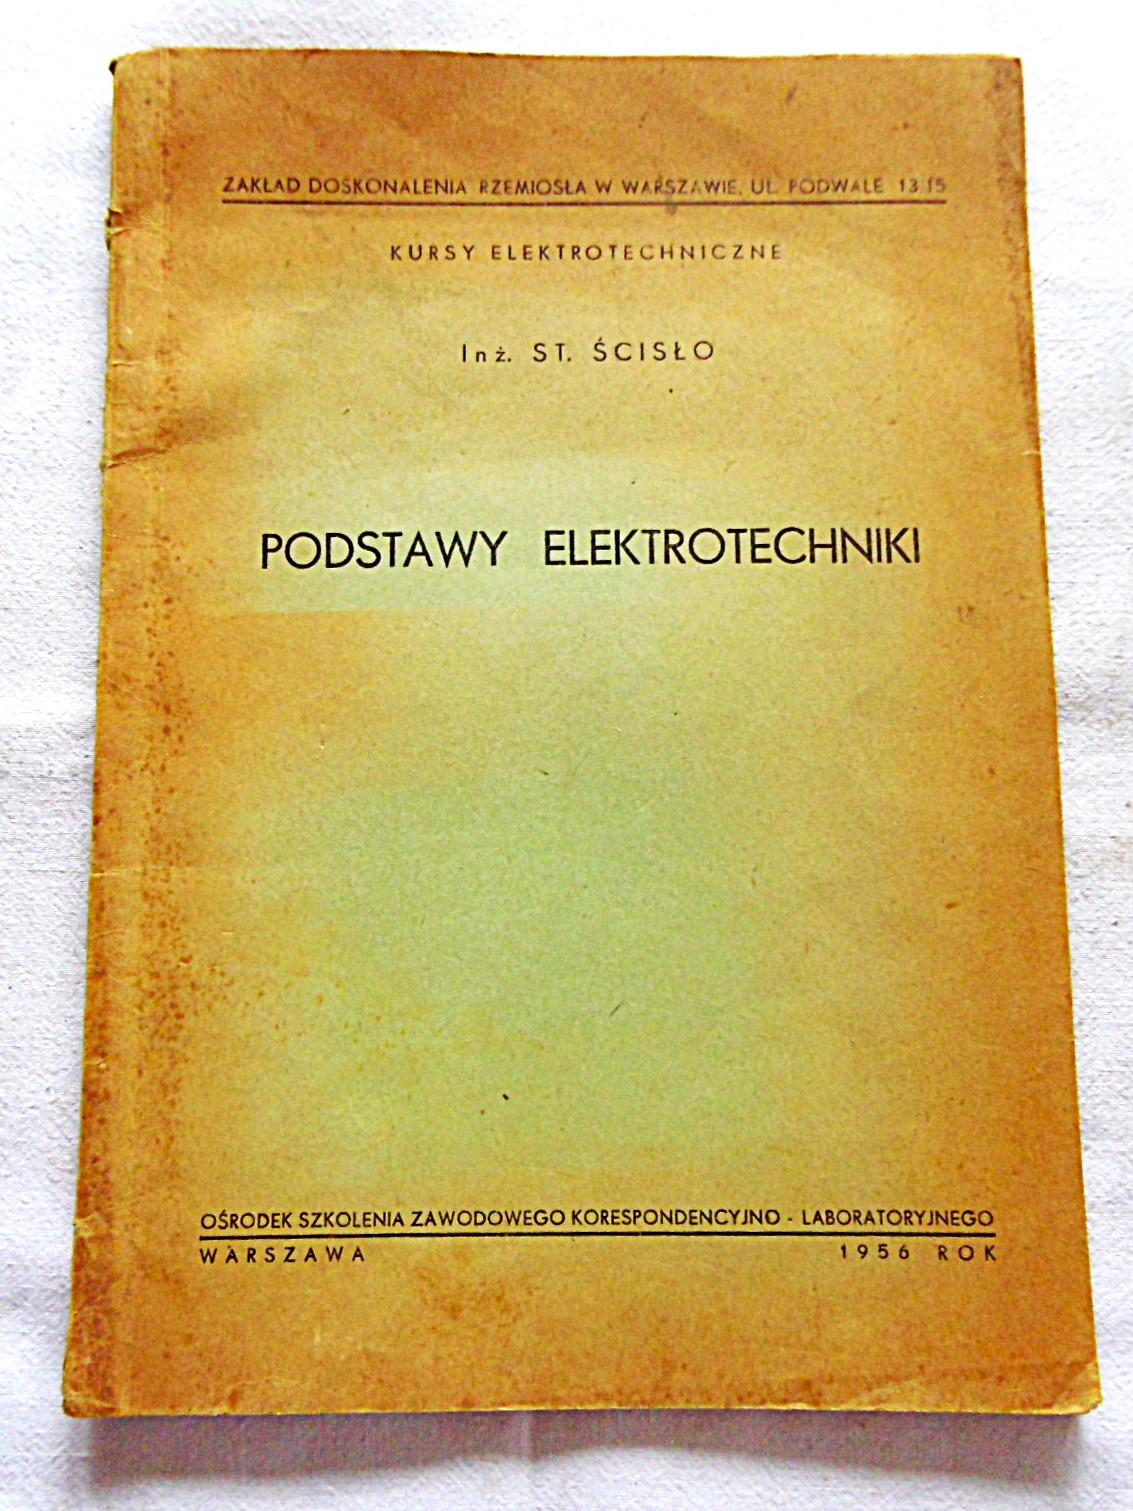 ZAKŁAD DOSKONALENIA RZEMIOSŁA W WARSZAWIE, UL. PODWALE 13/15
KURSY ELEKTROTECHNICZNE
Inż. ST. ŚCISŁO
PODSTAWY ELEKTROTECHNIKI
OŚRODEK SZKOLENIA ZAWODOWEGO KORESPONDENCYJNO - LABORATORYJNEGO
WARSZAWA 1956 ROK